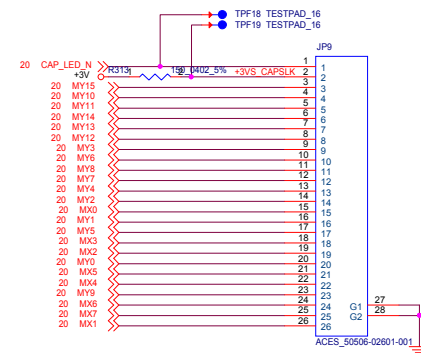 TPF18 TESTPAD_16
TPF19 TESTPAD_16
JP9
20 CAP_LED_N 1 1
+3V R313 1 150_0402_5% 2 +3VS_CAPSLK 2 2
20 MY15 3 3
20 MY10 4 4
20 MY11 5 5
20 MY14 6 6
20 MY13 7 7
20 MY12 8 8
20 MY3 9 9
20 MY6 10 10
20 MY8 11 11
20 MY7 12 12
20 MY4 13 13
20 MY2 14 14
20 MX0 15 15
20 MY1 16 16
20 MY5 17 17
20 MX3 18 18
20 MX2 19 19
20 MY0 20 20
20 MX5 21 21
20 MX4 22 22
20 MY9 23 23
20 MX6 24 24 G1 27
20 MX7 25 25 G2 28
20 MX1 26 26
ACES_50506-02601-001